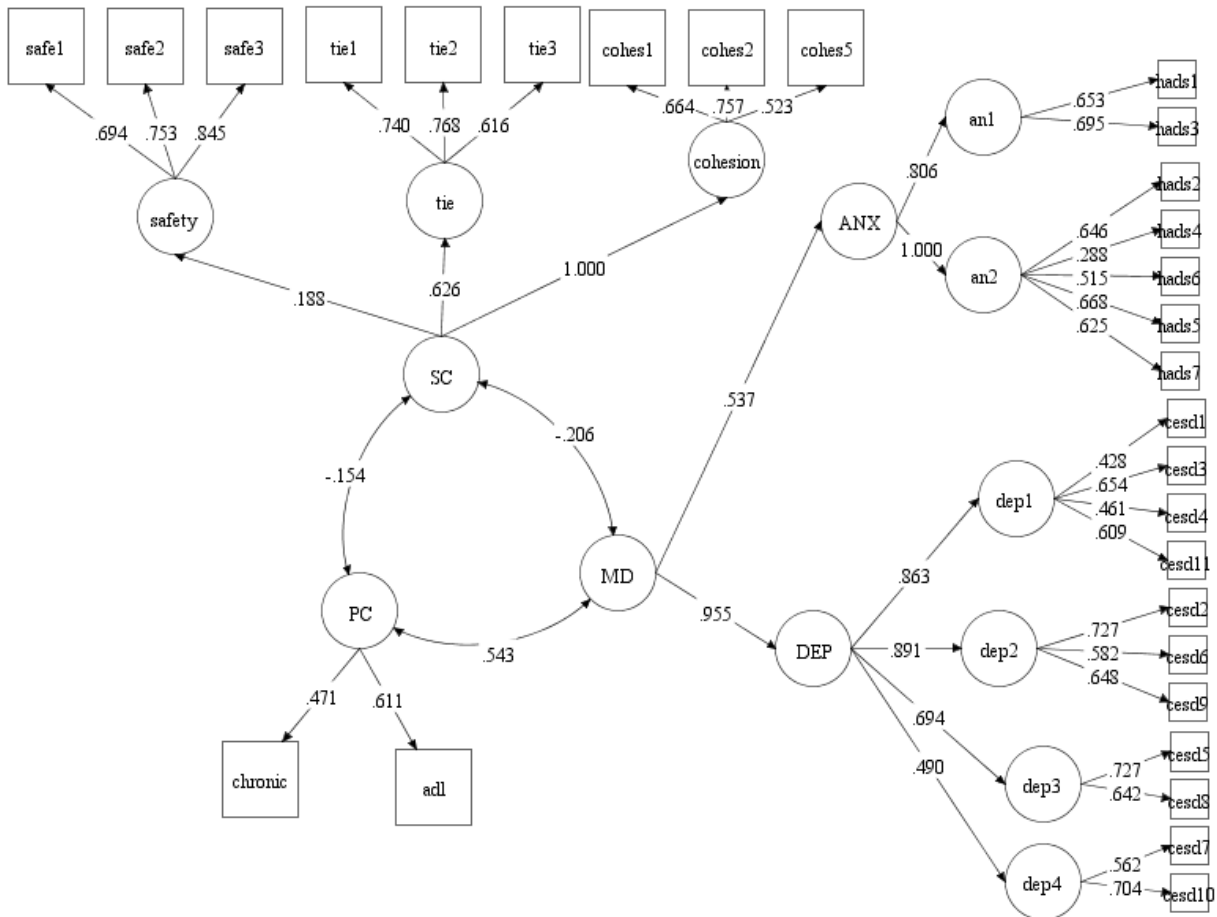 safe1 safe2 safe3 tie1 tie2 tie3 cohes1 cohes2 cohes5
.694 .753 .845 .740 .768 .616 .664 .757 .523
safety tie cohesion
.188 .626 1.000
SC
-.154 -.206
PC MD
.543
.471 .611
chronic adl
.537 .955
ANX
.806 1.000
an1
.653 hads1
.695 hads3
an2
.646 hads2
.288 hads4
.515 hads6
.668 hads5
.625 hads7
DEP
.863 .891 .694 .490
dep1
.428 cesd1
.654 cesd3
.461 cesd4
.609 cesd11
dep2
.727 cesd2
.582 cesd6
.648 cesd9
dep3
.727 cesd5
.642 cesd8
dep4
.562 cesd7
.704 cesd10